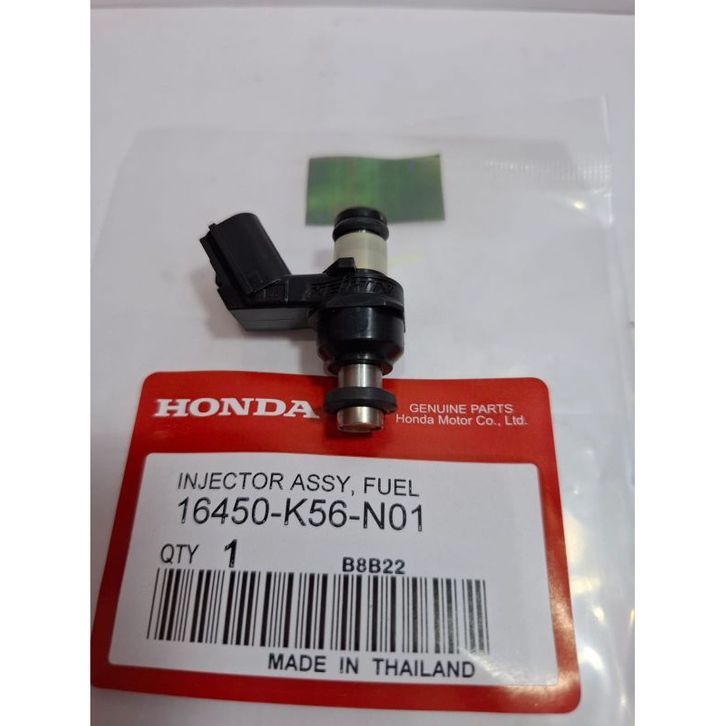 KEIHIN
HONDA
GENUINE PARTS
Honda Motor Co., Ltd.
INJECTOR ASSY, FUEL
16450-K56-N01
QTY 1 B8B22
MADE IN THAILAND